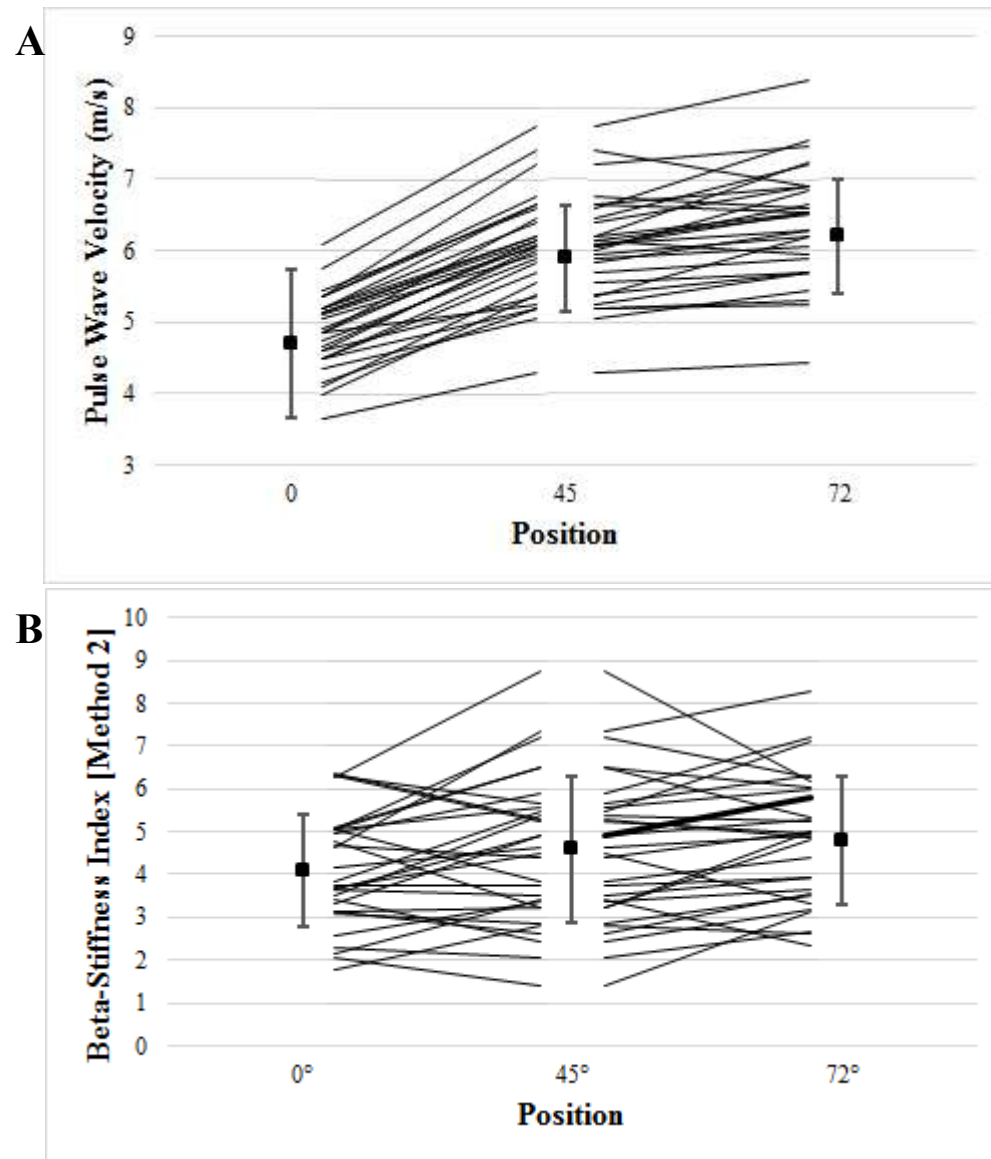 A
Pulse Wave Velocity (m/s)
9
8
7
6
5
4
3
0 45 72
Position
B
Beta-Stiffness Index [Method 2]
10
9
8
7
6
5
4
3
2
1
0
0° 45° 72°
Position